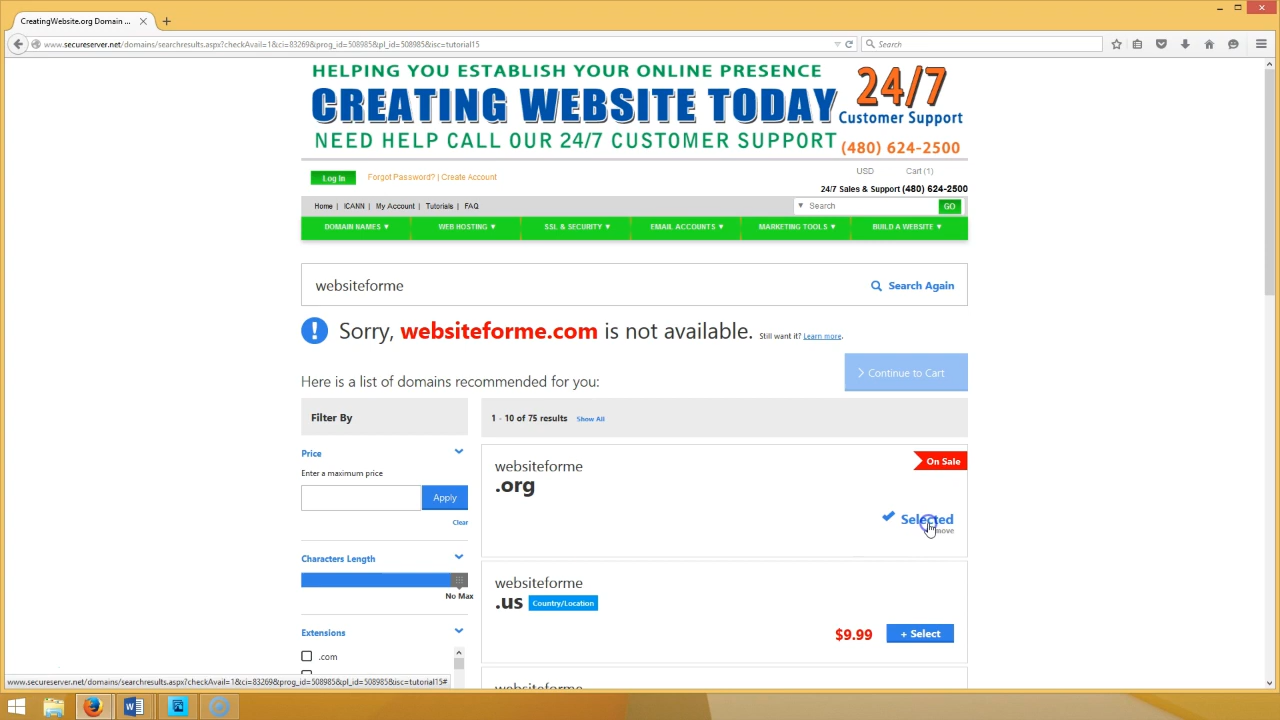 CreatingWebsite.org Domain ...
www.secureserver.net/domains/searchresults.aspx?checkAvail=1&ci=83269&prog_id=508985&pl_id=508985&isc=tutorial15
Search
HELPING YOU ESTABLISH YOUR ONLINE PRESENCE
CREATING WEBSITE TODAY
NEED HELP CALL OUR 24/7 CUSTOMER SUPPORT
24/7
Customer Support
(480) 624-2500
Log In
Forgot Password? | Create Account
USD
Cart (1)
24/7 Sales & Support (480) 624-2500
Home | ICANN | My Account | Tutorials | FAQ
Search
GO
DOMAIN NAMES
WEB HOSTING
SSL & SECURITY
EMAIL ACCOUNTS
MARKETING TOOLS
BUILD A WEBSITE
websiteforme
Search Again
Sorry, websiteforme.com is not available. Still want it? Learn more.
Continue to Cart
Here is a list of domains recommended for you:
Filter By
1 - 10 of 75 results Show All
Price
Enter a maximum price
Apply
Clear
Characters Length
No Max
Extensions
.com
websiteforme
.org
On Sale
Selected
websiteforme
.us
Country/Location
$9.99
+ Select
websiteforme
www.secureserver.net/domains/searchresults.aspx?checkAvail=1&ci=83269&prog_id=508985&pl_id=508985&isc=tutorial15#